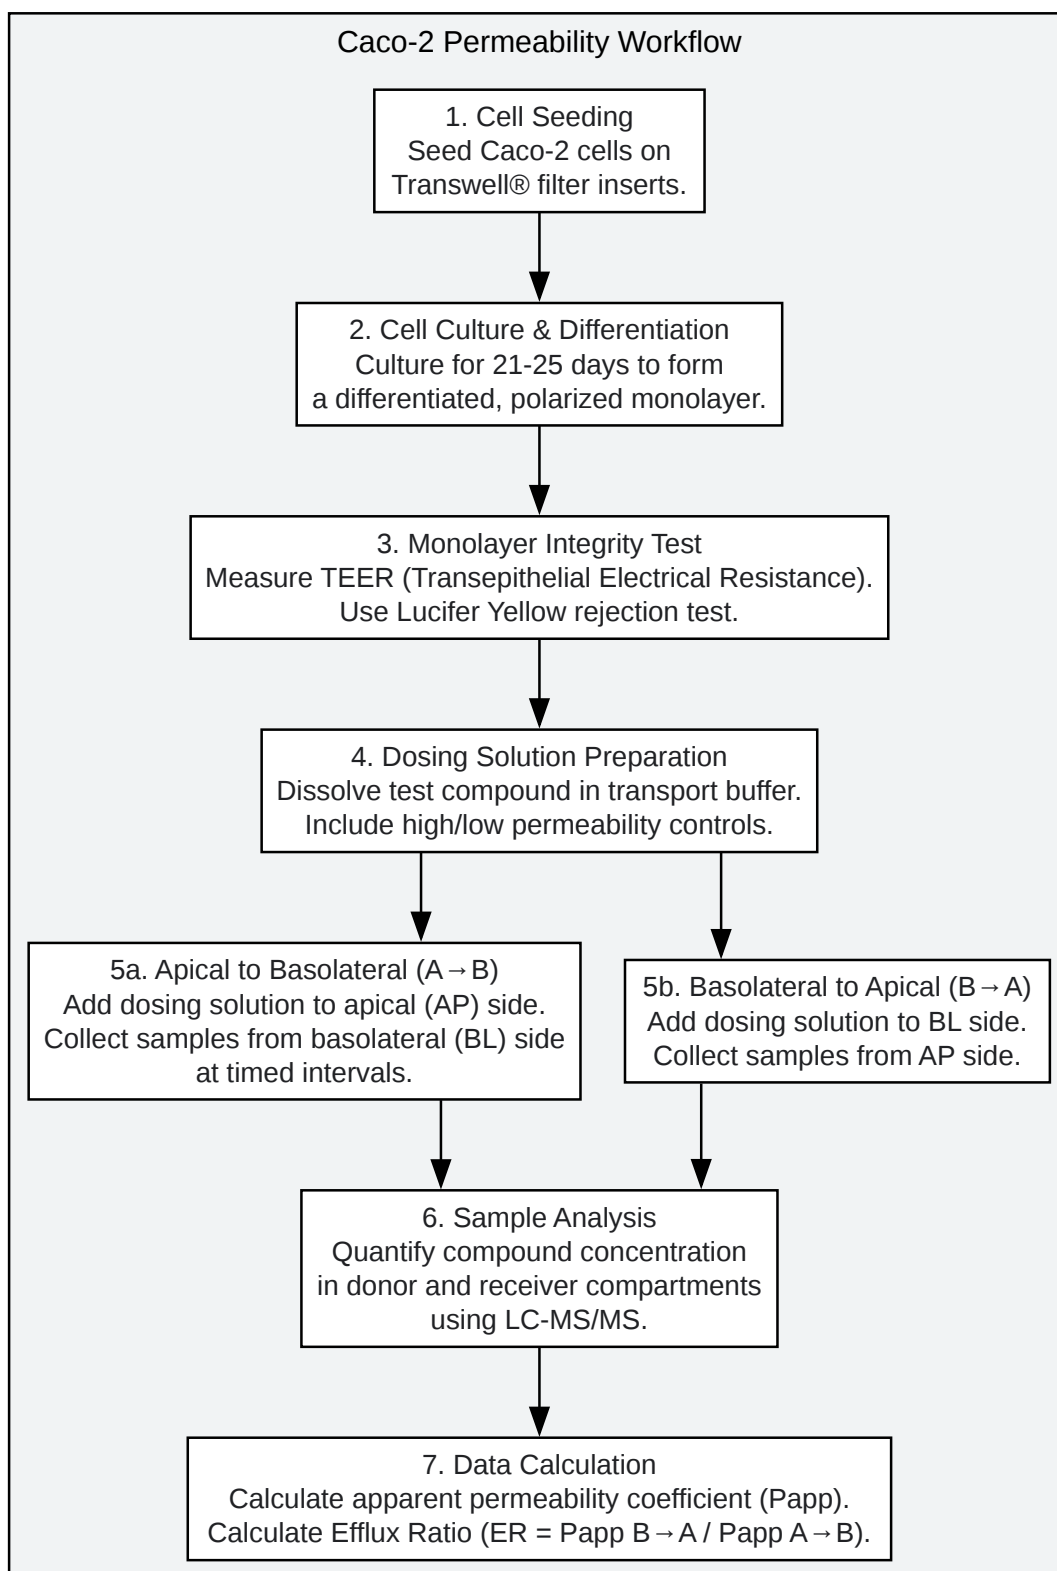 Caco-2 Permeability Workflow
1. Cell Seeding
Seed Caco-2 cells on
Transwell® filter inserts.
2. Cell Culture & Differentiation
Culture for 21-25 days to form
a differentiated, polarized monolayer.
3. Monolayer Integrity Test
Measure TEER (Transepithelial Electrical Resistance).
Use Lucifer Yellow rejection test.
4. Dosing Solution Preparation
Dissolve test compound in transport buffer.
Include high/low permeability controls.
5a. Apical to Basolateral (A→B)
Add dosing solution to apical (AP) side.
Collect samples from basolateral (BL) side
at timed intervals.
5b. Basolateral to Apical (B→A)
Add dosing solution to BL side.
Collect samples from AP side.
6. Sample Analysis
Quantify compound concentration
in donor and receiver compartments
using LC-MS/MS.
7. Data Calculation
Calculate apparent permeability coefficient (Papp).
Calculate Efflux Ratio (ER = Papp B→A / Papp A→B).